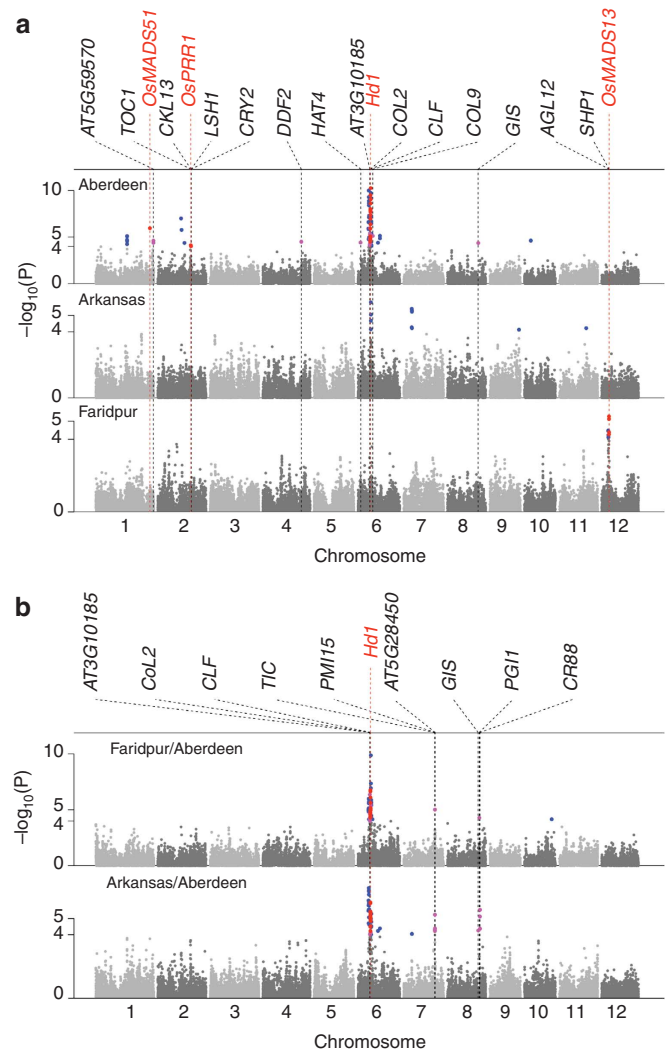 a
AT5G59570
TOC1
OsMADS51
CKL13
OsPRR1
LSH1
CRY2
DDF2
HAT4
AT3G10185
Hd1
COL2
CLF
COL9
GIS
AGL12
SHP1
OsMADS13
Aberdeen
10
5
4
0
Arkansas
5
4
0
Faridpur
5
4
0
–log10(P)
1 2 3 4 5 6 7 8 9 10 11 12
Chromosome
b
AT3G10185
CoL2
CLF
TIC
PMI15
Hd1
AT5G28450
GIS
PGI1
CR88
Faridpur/Aberdeen
10
5
4
0
Arkansas/Aberdeen
5
4
0
–log10(P)
1 2 3 4 5 6 7 8 9 10 11 12
Chromosome